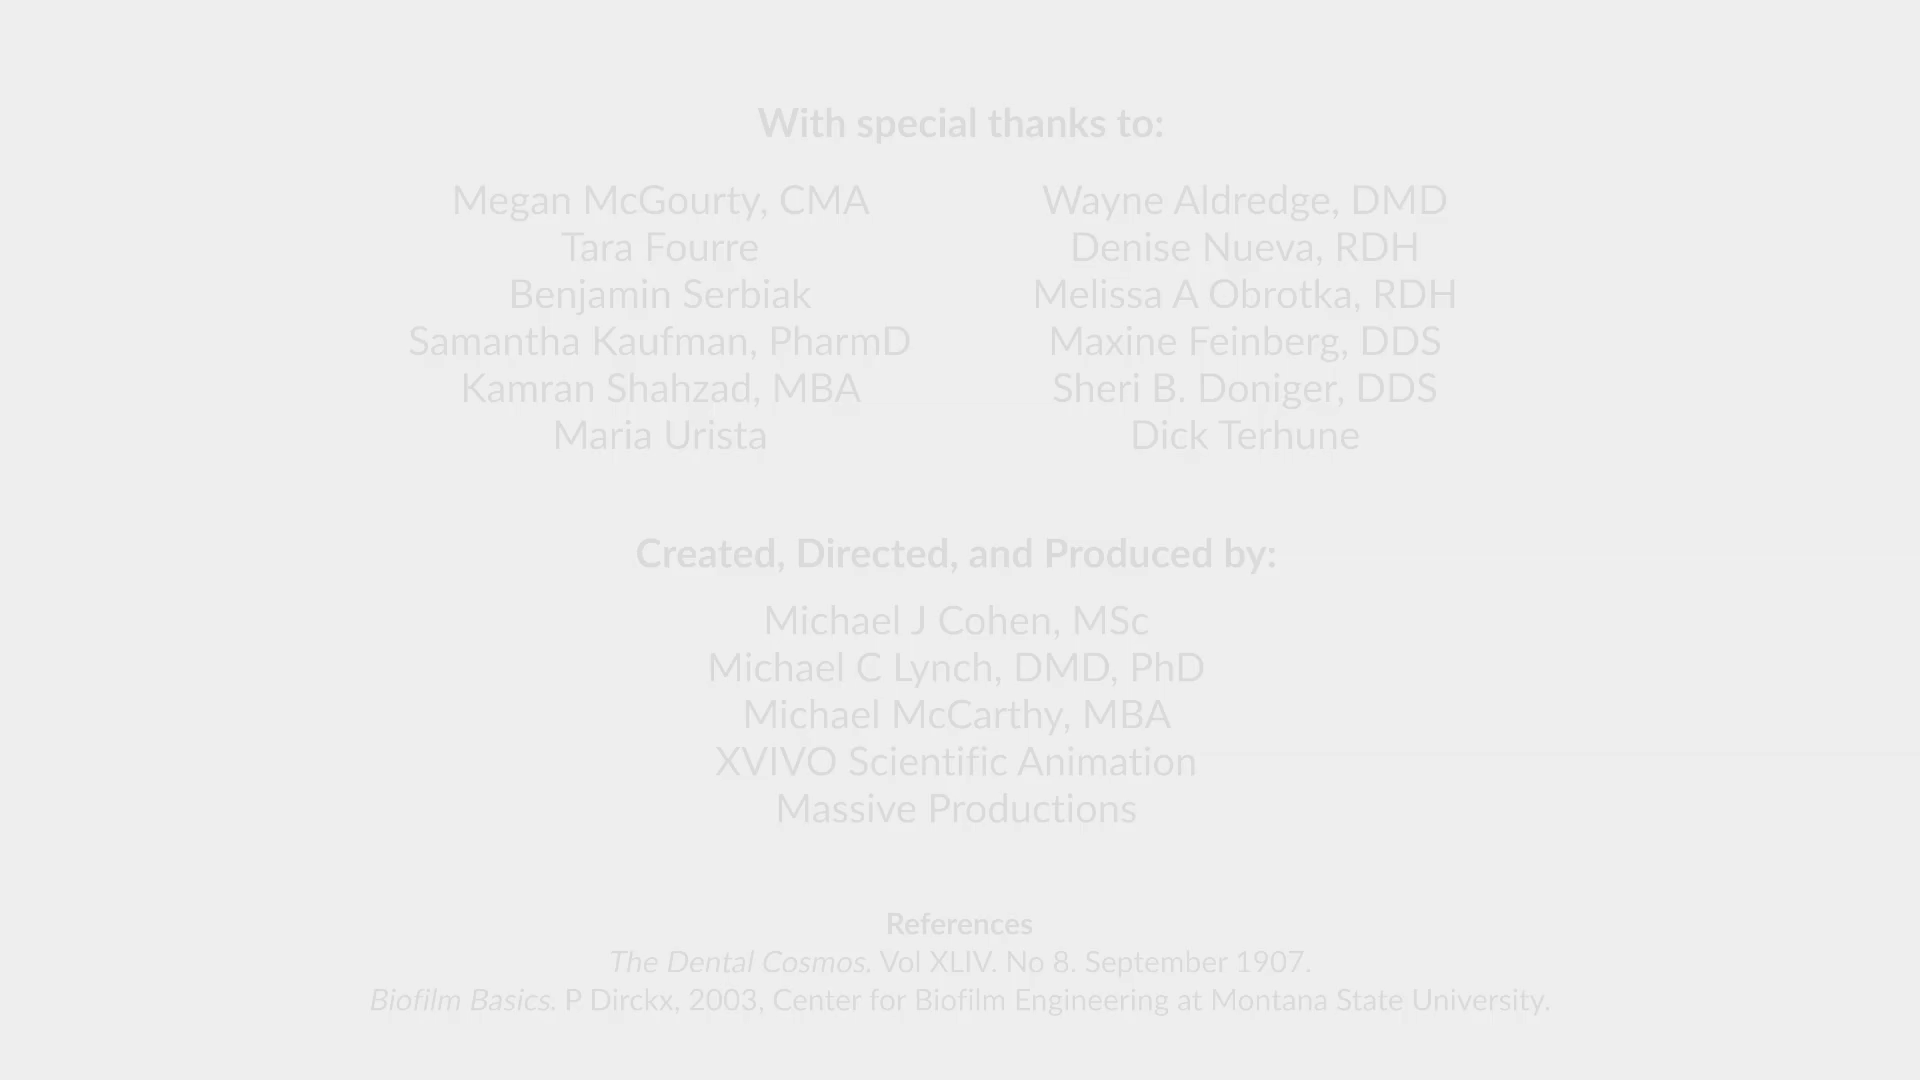 With special thanks to:
Megan McGourty, CMA
Tara Fourre
Benjamin Serbiak
Samantha Kaufman, PharmD
Kamran Shahzad, MBA
Maria Urista
Wayne Aldredge, DMD
Denise Nueva, RDH
Melissa A Obrotka, RDH
Maxine Feinberg, DDS
Sheri B. Doniger, DDS
Dick Terhune
Created, Directed, and Produced by:
Michael J Cohen, MSc
Michael C Lynch, DMD, PhD
Michael McCarthy, MBA
XVIVO Scientific Animation
Massive Productions
References
The Dental Cosmos. Vol XLIV. No 8. September 1907.
Biofilm Basics. P Dirckx, 2003, Center for Biofilm Engineering at Montana State University.